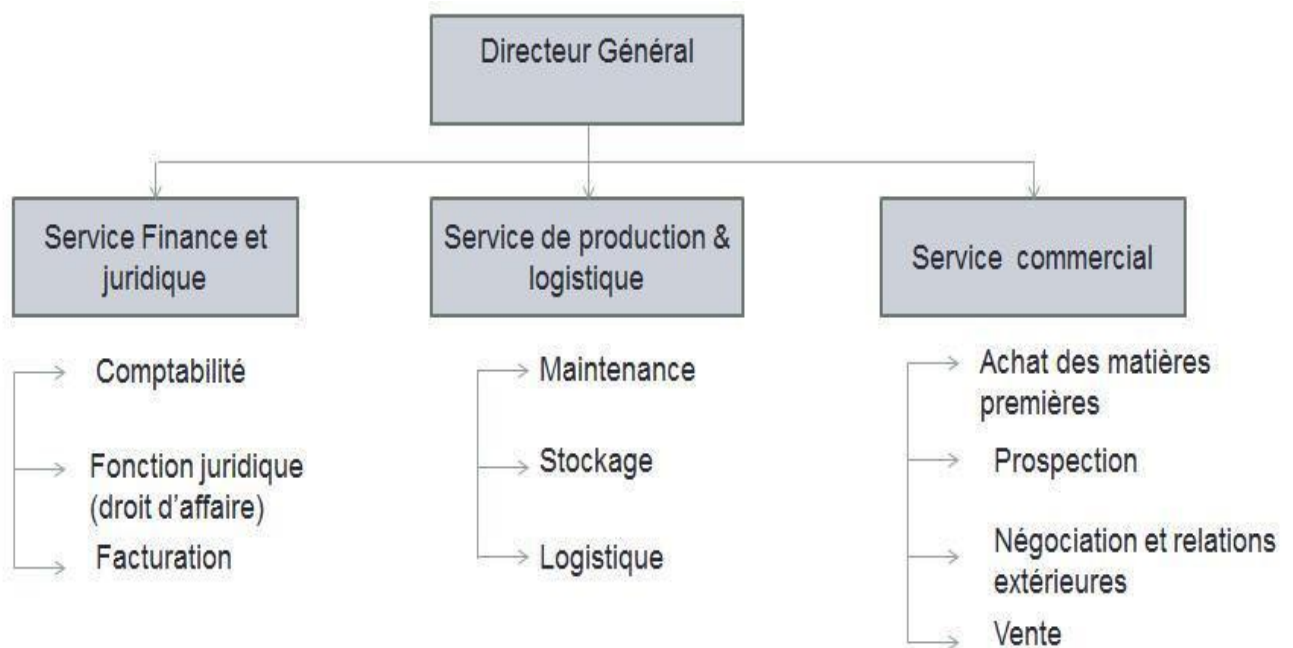 Directeur Général
Service Finance et
juridique
Service de production &
logistique
Service commercial
Comptabilité
Fonction juridique
(droit d'affaire)
Facturation
Maintenance
Stockage
Logistique
Achat des matières
premières
Prospection
Négociation et relations
extérieures
Vente